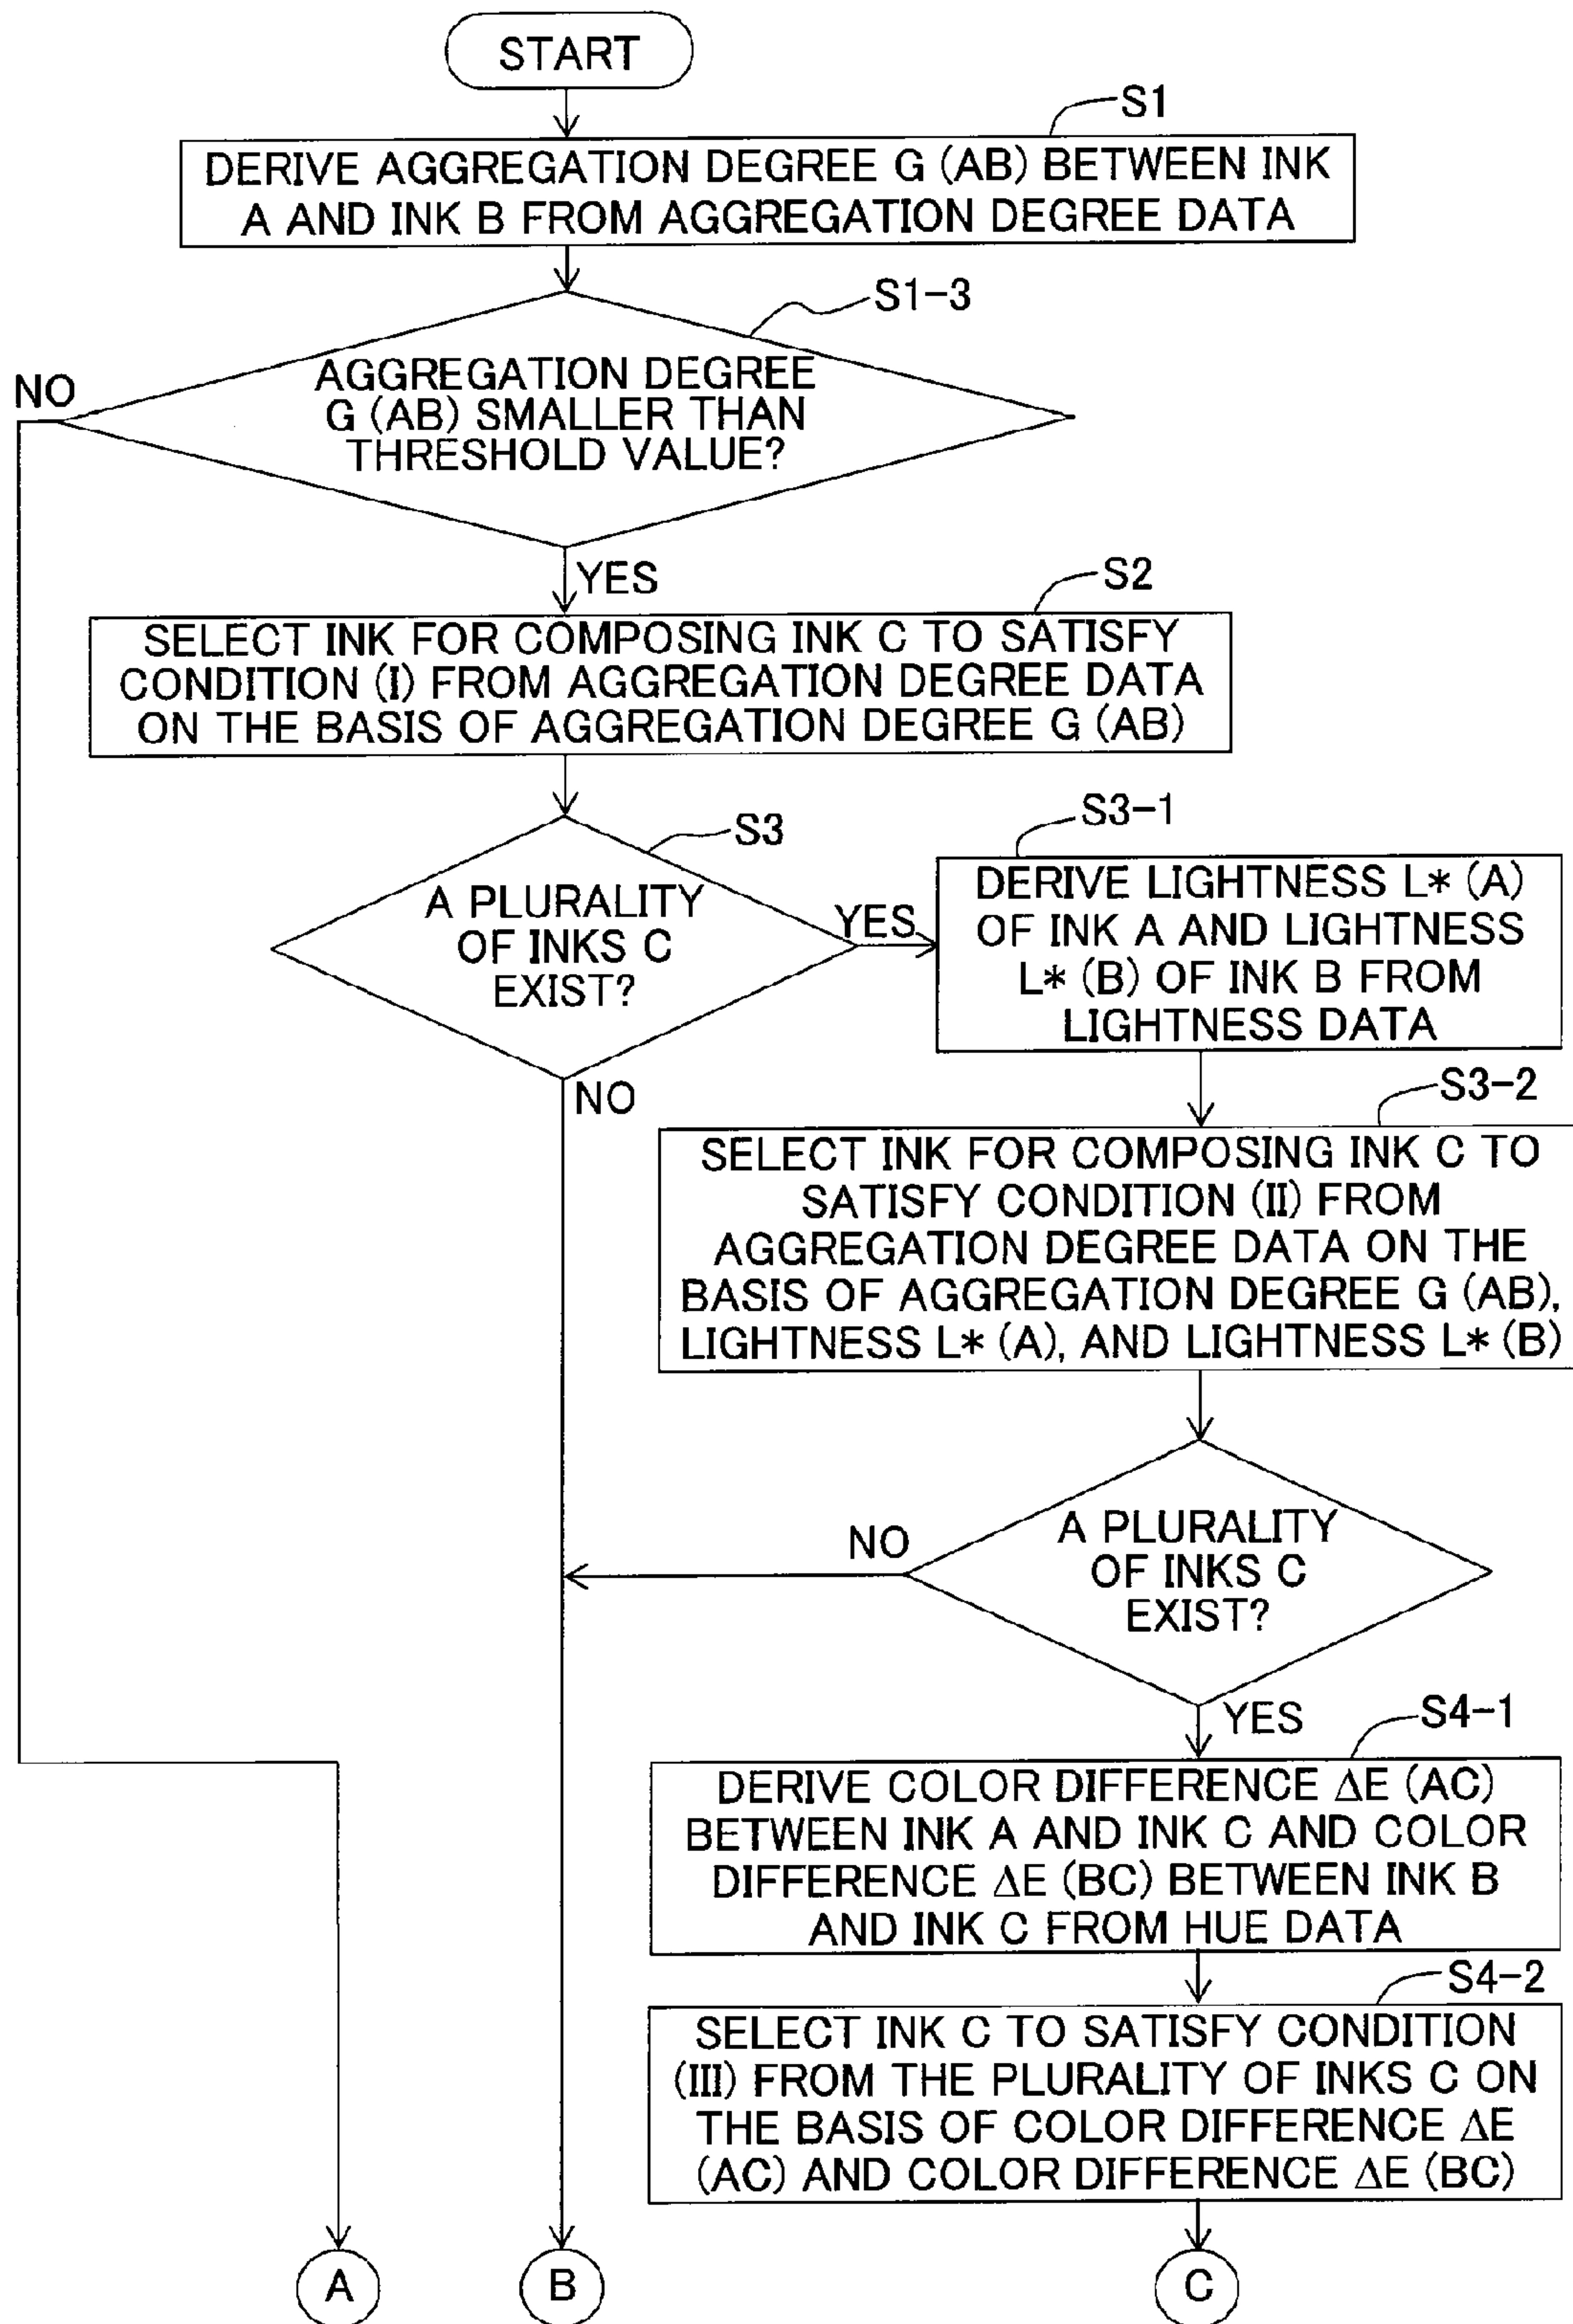 START
S1
DERIVE AGGREGATION DEGREE G (AB) BETWEEN INK
A AND INK B FROM AGGREGATION DEGREE DATA
S1-3
AGGREGATION DEGREE
G (AB) SMALLER THAN
THRESHOLD VALUE?
NO
YES
S2
SELECT INK FOR COMPOSING INK C TO SATISFY
CONDITION (I) FROM AGGREGATION DEGREE DATA
ON THE BASIS OF AGGREGATION DEGREE G (AB)
S3
A PLURALITY
OF INKS C
EXIST?
YES
NO
S3-1
DERIVE LIGHTNESS L* (A)
OF INK A AND LIGHTNESS
L* (B) OF INK B FROM
LIGHTNESS DATA
S3-2
SELECT INK FOR COMPOSING INK C TO
SATISFY CONDITION (II) FROM
AGGREGATION DEGREE DATA ON THE
BASIS OF AGGREGATION DEGREE G (AB),
LIGHTNESS L* (A), AND LIGHTNESS L* (B)
A PLURALITY
OF INKS C
EXIST?
NO
YES
S4-1
DERIVE COLOR DIFFERENCE ΔE (AC)
BETWEEN INK A AND INK C AND COLOR
DIFFERENCE ΔE (BC) BETWEEN INK B
AND INK C FROM HUE DATA
S4-2
SELECT INK C TO SATISFY CONDITION
(III) FROM THE PLURALITY OF INKS C ON
THE BASIS OF COLOR DIFFERENCE ΔE
(AC) AND COLOR DIFFERENCE ΔE (BC)
A
B
C